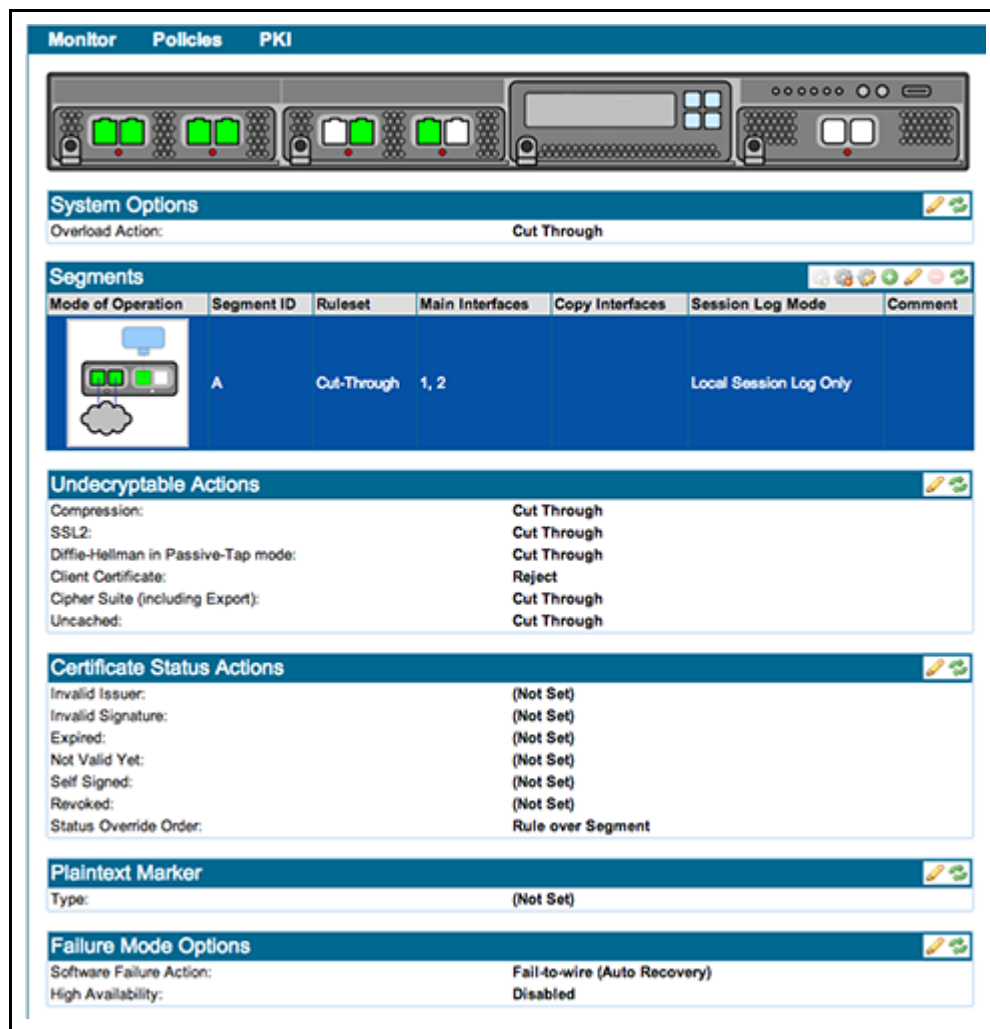 Monitor Policies PKI
System Options
Overload Action: Cut Through
Segments
Mode of Operation Segment ID Ruleset Main Interfaces Copy Interfaces Session Log Mode Comment
A Cut-Through 1, 2 Local Session Log Only
Undecryptable Actions
Compression: Cut Through
SSL2: Cut Through
Diffie-Hellman in Passive-Tap mode: Cut Through
Client Certificate: Reject
Cipher Suite (including Export): Cut Through
Uncached: Cut Through
Certificate Status Actions
Invalid Issuer: (Not Set)
Invalid Signature: (Not Set)
Expired: (Not Set)
Not Valid Yet: (Not Set)
Self Signed: (Not Set)
Revoked: (Not Set)
Status Override Order: Rule over Segment
Plaintext Marker
Type: (Not Set)
Failure Mode Options
Software Failure Action: Fail-to-wire (Auto Recovery)
High Availability: Disabled